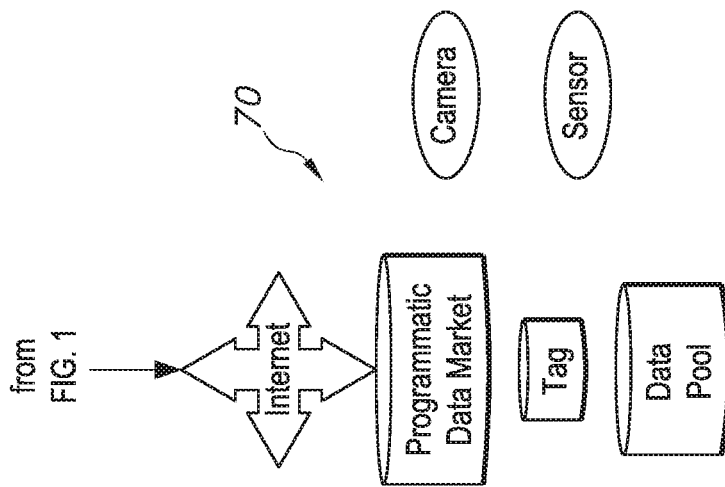 from
FIG. 1
70
Internet
Programmatic
Data Market
Camera
Tag
Sensor
Data
Pool